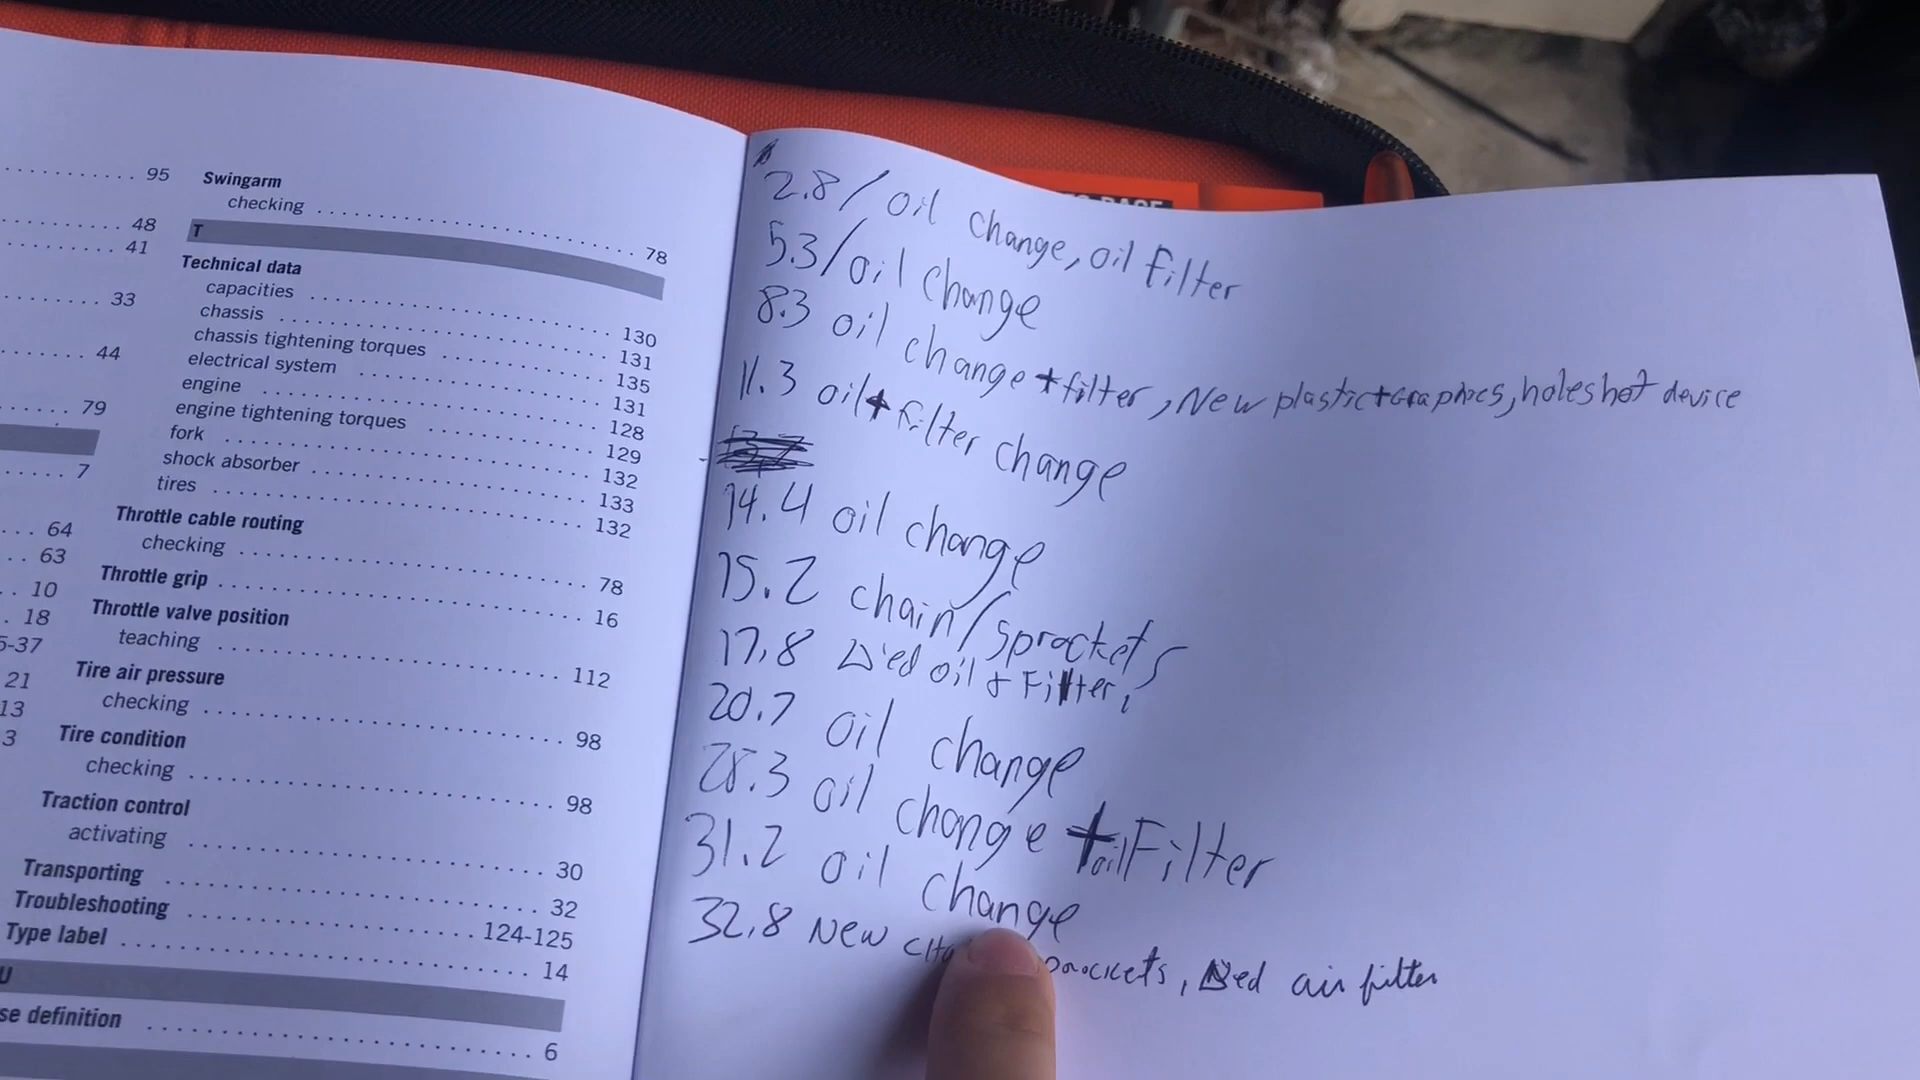 95
48
41
33
44
79
7
64
63
10
18
5-37
21
13
3
Swingarm
checking 78
T
Technical data
capacities 130
chassis 131
chassis tightening torques 135
electrical system 131
engine 128
engine tightening torques 129
fork 132
shock absorber 133
tires 132
Throttle cable routing
checking 78
Throttle grip 16
Throttle valve position
teaching 112
Tire air pressure
checking 98
Tire condition
checking 98
Traction control
activating 30
Transporting 32
Troubleshooting 124-125
Type label 14
U
se definition 6
2.8/ oil change, oil filter
5.3/oil change
8.3 oil change + filter, New plastic + Graphics, holeshot device
11.3 oil + filter change
14.4 oil change
15.2 chain/sprockets
17.8 Δ'ed oil & Filter,
20.7 oil change
28.3 oil change + oil Filter
31.2 oil change
32.8 New , Δed air filter